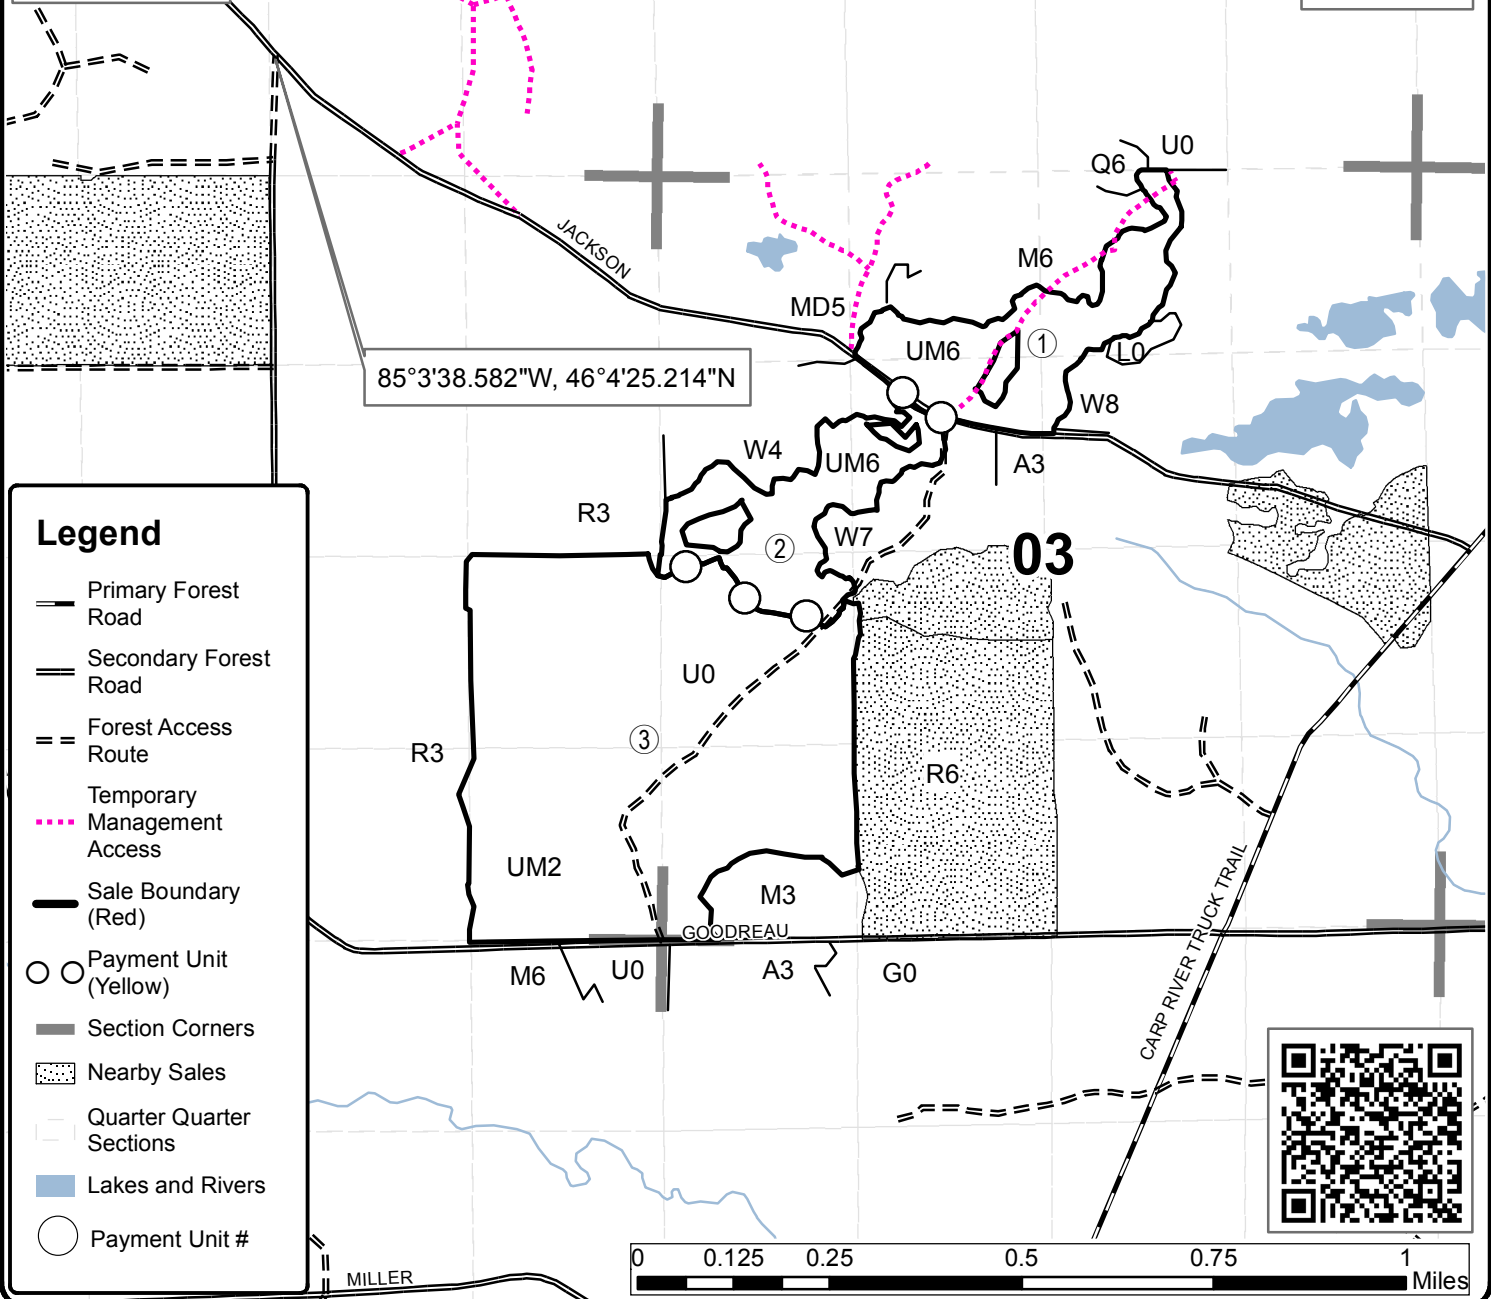 U0
Q6
JACKSON
M6
MD5
1
UM6
L0
85°3'38.582"W, 46°4'25.214"N
W8
W4
UM6
A3
R3
W7
2
03
U0
3
R3
R6
UM2
M3
GOODREAU
M6
U0
A3
G0
CARP RIVER TRUCK TRAIL
MILLER
Legend
Primary Forest
Road
Secondary Forest
Road
Forest Access
Route
Temporary
Management
Access
Sale Boundary
(Red)
Payment Unit
(Yellow)
Section Corners
Nearby Sales
Quarter Quarter
Sections
Lakes and Rivers
Payment Unit #
0 0.125 0.25 0.5 0.75 1
Miles